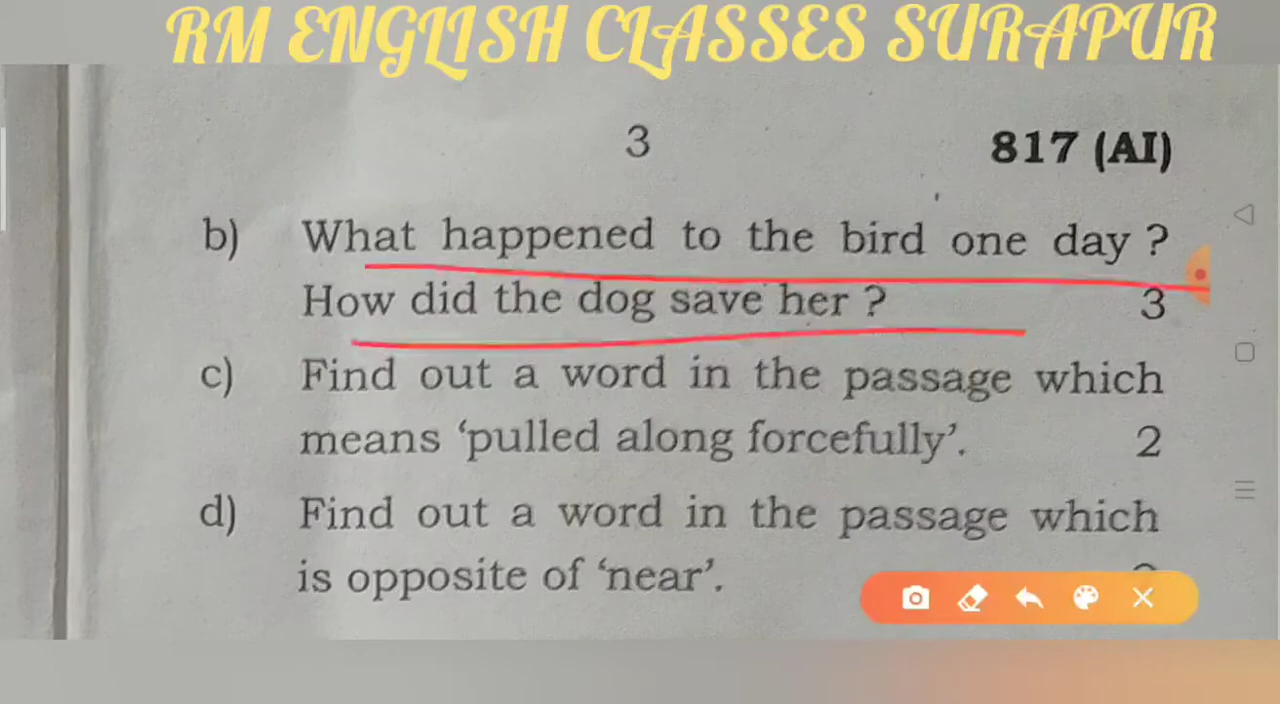 RM ENGLISH CLASSES SURAPUR
3 817 (AI)
b) What happened to the bird one day ?
How did the dog save her ? 3
c) Find out a word in the passage which
means ‘pulled along forcefully’. 2
d) Find out a word in the passage which
is opposite of ‘near’.